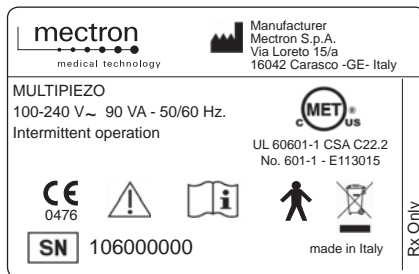 mectron
medical technology
Manufacturer
Mectron S.p.A.
Via Loreto 15/a
16042 Carasco -GE- Italy
MULTIPIEZO
100-240 V~ 90 VA - 50/60 Hz.
Intermittent operation
c MET us
UL 60601-1 CSA C22.2
No. 601-1 - E113015
CE
0476
i
SN 106000000
made in Italy
Rx Only